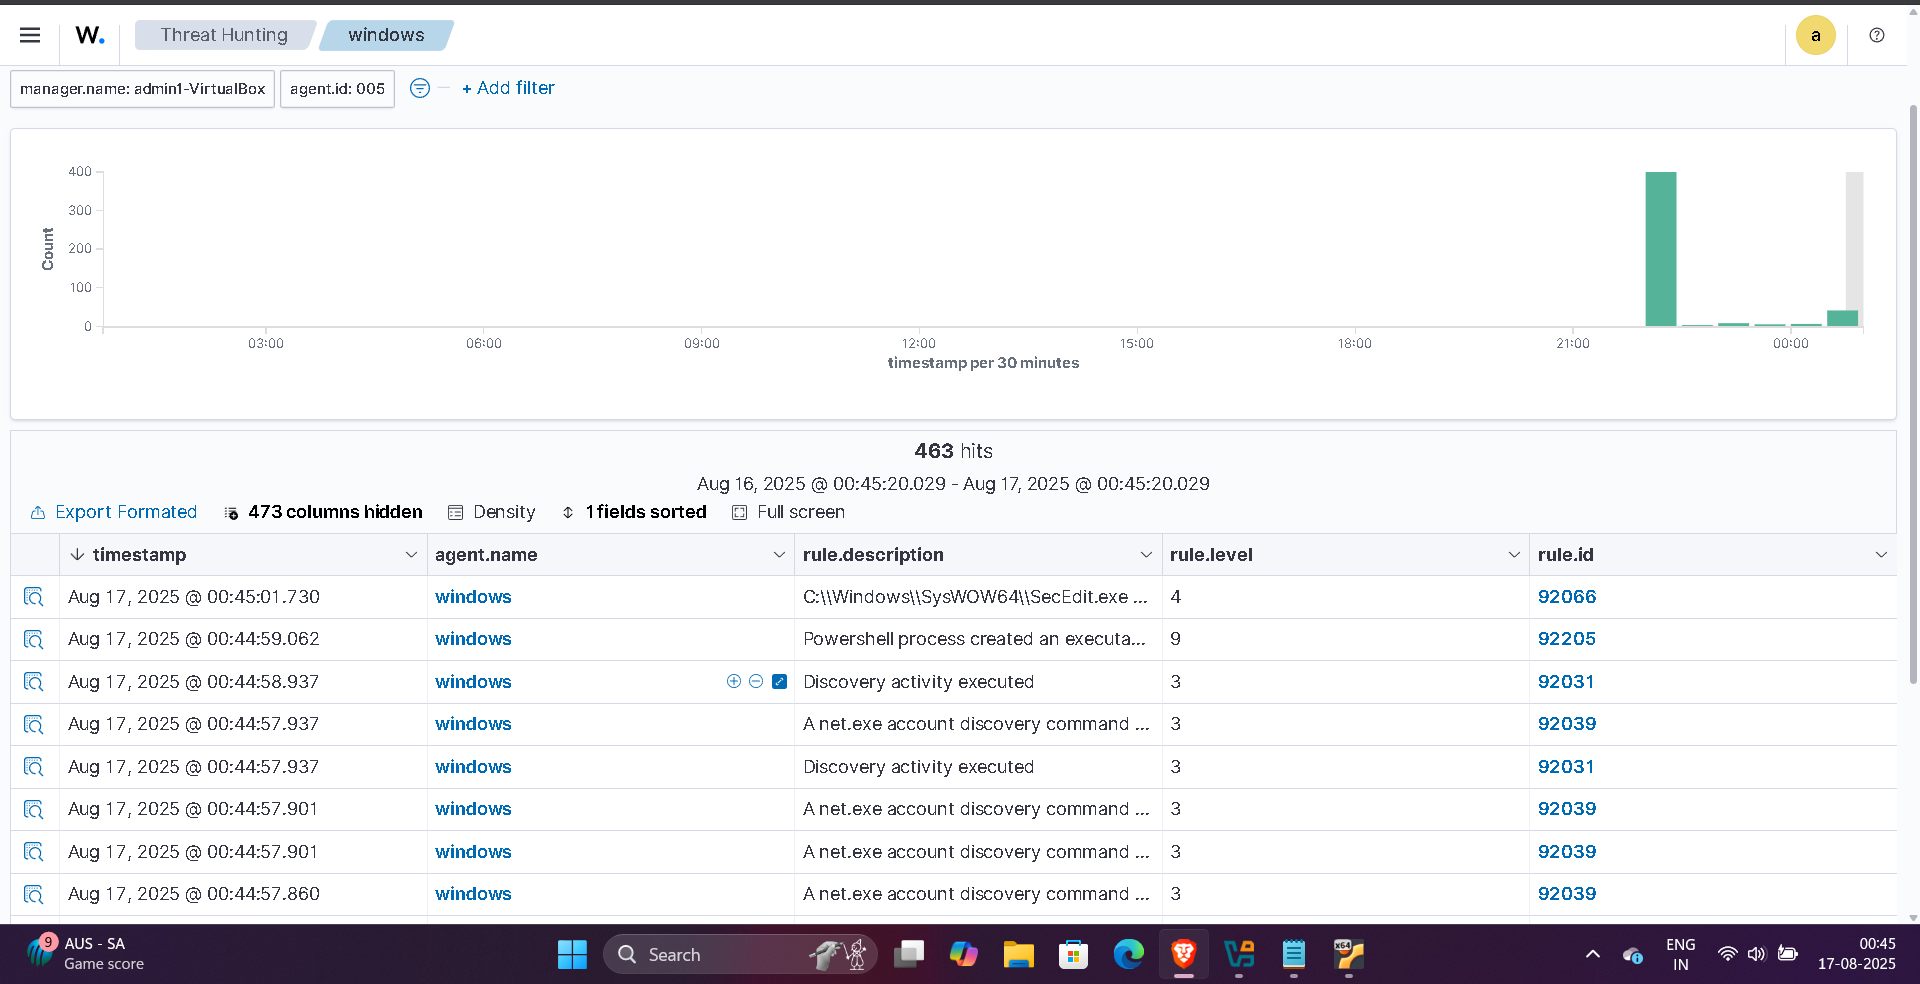 W.
Threat Hunting
windows
a
manager.name: admin1-VirtualBox
agent.id: 005
+ Add filter
400
300
200
100
0
Count
03:00
06:00
09:00
12:00
15:00
18:00
21:00
00:00
timestamp per 30 minutes
463 hits
Aug 16, 2025 @ 00:45:20.029 - Aug 17, 2025 @ 00:45:20.029
Export Formated
473 columns hidden
Density
1 fields sorted
Full screen
timestamp agent.name rule.description rule.level rule.id
Aug 17, 2025 @ 00:45:01.730 windows C:\\Windows\\SysWOW64\\SecEdit.exe ... 4 92066
Aug 17, 2025 @ 00:44:59.062 windows Powershell process created an executa... 9 92205
Aug 17, 2025 @ 00:44:58.937 windows Discovery activity executed 3 92031
Aug 17, 2025 @ 00:44:57.937 windows A net.exe account discovery command ... 3 92039
Aug 17, 2025 @ 00:44:57.937 windows Discovery activity executed 3 92031
Aug 17, 2025 @ 00:44:57.901 windows A net.exe account discovery command ... 3 92039
Aug 17, 2025 @ 00:44:57.901 windows A net.exe account discovery command ... 3 92039
Aug 17, 2025 @ 00:44:57.860 windows A net.exe account discovery command ... 3 92039
9
AUS - SA
Game score
Search
x64
ENG
IN
00:45
17-08-2025